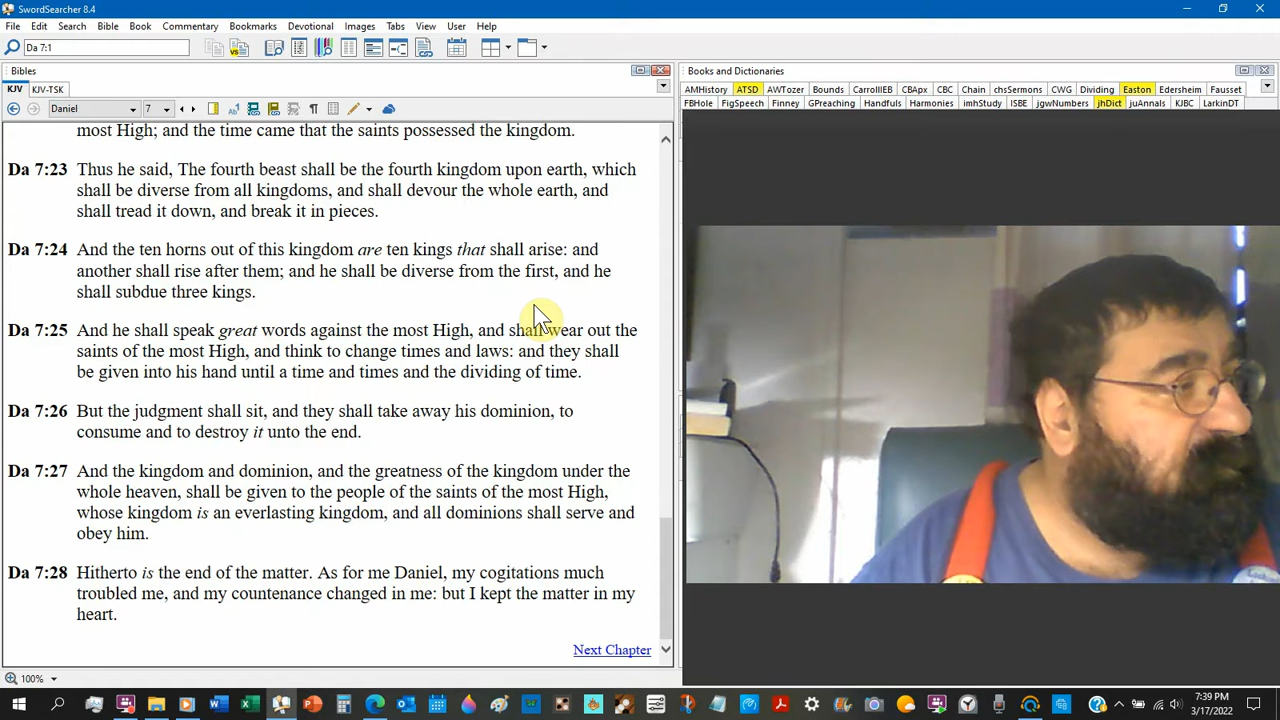 SwordSearcher 8.4
File Edit Search Bible Book Commentary Bookmarks Devotional Images Tabs View User Help
Da 7:1
Bibles
KJV KJV-TSK
Daniel 7
most High; and the time came that the saints possessed the kingdom.
Da 7:23 Thus he said, The fourth beast shall be the fourth kingdom upon earth, which
shall be diverse from all kingdoms, and shall devour the whole earth, and
shall tread it down, and break it in pieces.
Da 7:24 And the ten horns out of this kingdom are ten kings that shall arise: and
another shall rise after them; and he shall be diverse from the first, and he
shall subdue three kings.
Da 7:25 And he shall speak great words against the most High, and shall wear out the
saints of the most High, and think to change times and laws: and they shall
be given into his hand until a time and times and the dividing of time.
Da 7:26 But the judgment shall sit, and they shall take away his dominion, to
consume and to destroy it unto the end.
Da 7:27 And the kingdom and dominion, and the greatness of the kingdom under the
whole heaven, shall be given to the people of the saints of the most High,
whose kingdom is an everlasting kingdom, and all dominions shall serve and
obey him.
Da 7:28 Hitherto is the end of the matter. As for me Daniel, my cogitations much
troubled me, and my countenance changed in me: but I kept the matter in my
heart.
Next Chapter
100%
Books and Dictionaries
AMHistory ATSD AWTozer Bounds CarrollIEB CBApx CBC Chain chsSermons CWG Dividing Easton Edersheim Fausset
FBHole FigSpeech Finney GPreaching Handfuls Harmonies imhStudy ISBE jgwNumbers jhDict juAnnals KJBC LarkinDT
7:39 PM
3/17/2022